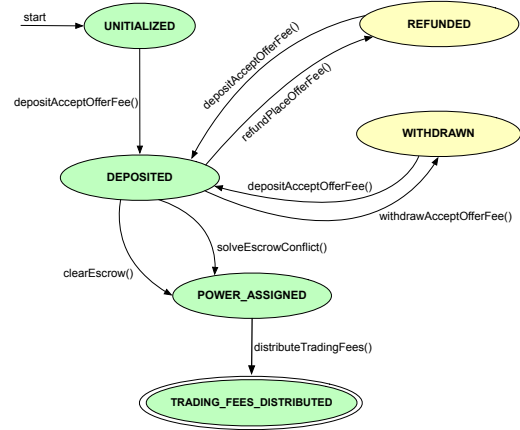 start
UNITIALIZED
REFUNDED
depositAcceptOfferFee()
depositAcceptOfferFee()
refundPlaceOfferFee()
WITHDRAWN
DEPOSITED
depositAcceptOfferFee()
withdrawAcceptOfferFee()
solveEscrowConflict()
clearEscrow()
POWER_ASSIGNED
distributeTradingFees()
TRADING_FEES_DISTRIBUTED